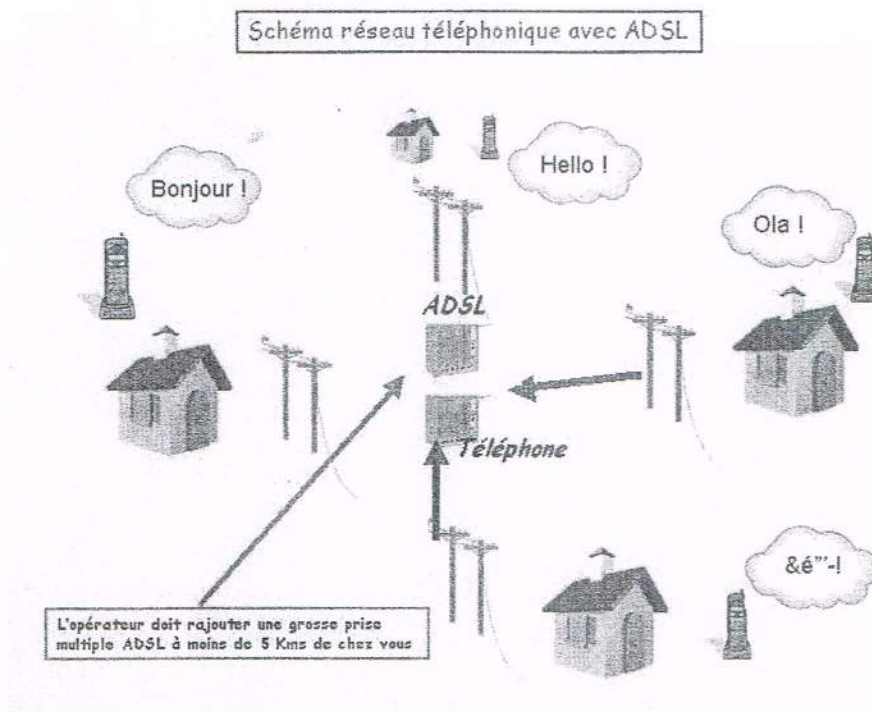 Schéma réseau téléphonique avec ADSL
Hello !
Bonjour !
Ola !
ADSL
Téléphone
&é"'-!
L'opérateur doit rajouter une grosse prise
multiple ADSL à moins de 5 Kms de chez vous